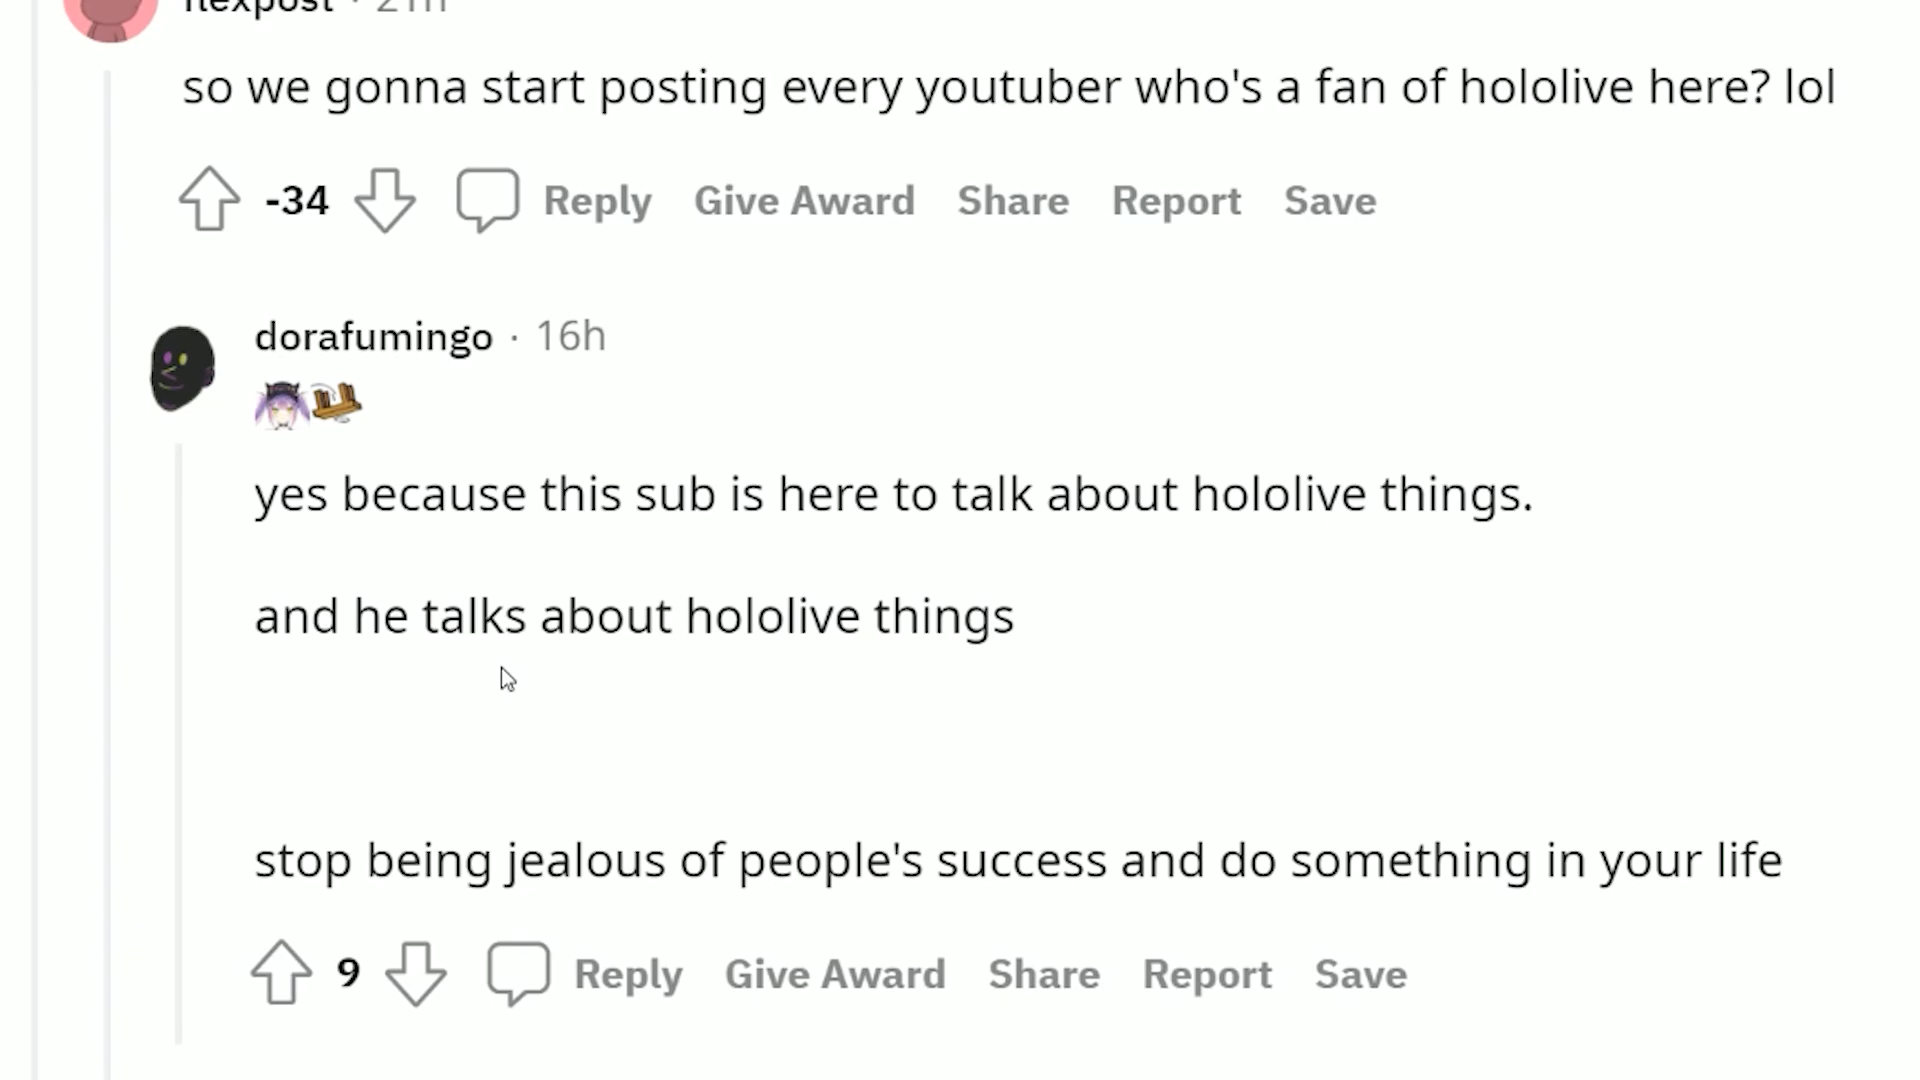 so we gonna start posting every youtuber who's a fan of hololive here? lol
-34 Reply Give Award Share Report Save
dorafumingo · 16h
yes because this sub is here to talk about hololive things.
and he talks about hololive things
stop being jealous of people's success and do something in your life
9 Reply Give Award Share Report Save